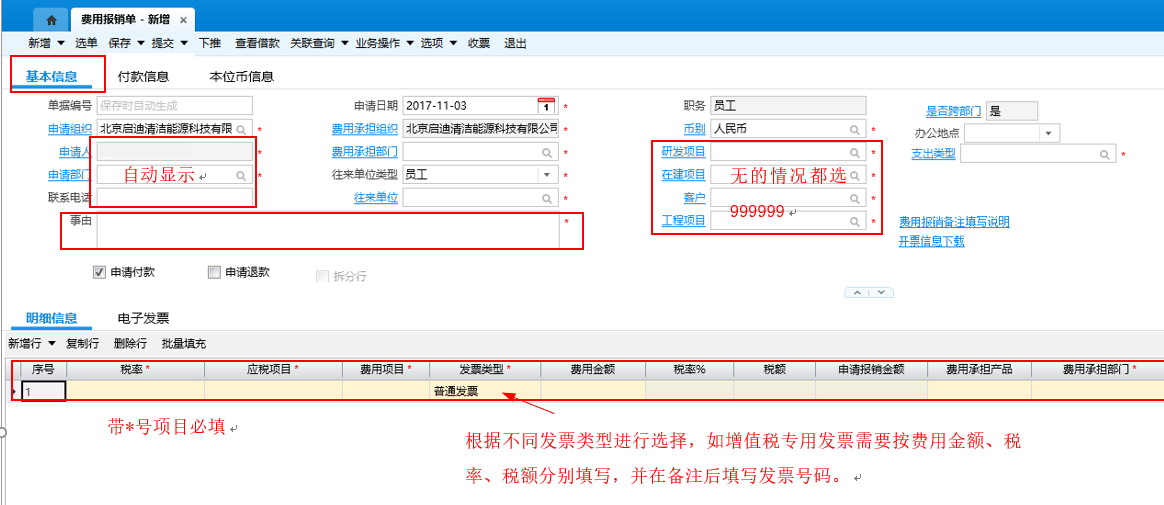 费用报销单 - 新增 ×
新增 选单 保存 提交 下推 查看借款 关联查询 业务操作 选项 收票 退出
基本信息 付款信息 本位币信息
单据编号 保存时自动生成 申请日期 2017-11-03 1 * 职务 员工 是否跨部门 是
申请组织 北京启迪清洁能源科技有限 * 费用承担组织 北京启迪清洁能源科技有限公司 * 币别 人民币 * 办公地点
申请人 * 费用承担部门 * 研发项目 * 支出类型 *
申请部门 自动显示 * 往来单位类型 员工 * 在建项目 无的情况都选 *
联系电话 往来单位 * 客户 *
999999
事由 * 工程项目 * 费用报销备注填写说明
开票信息下载
申请付款 申请退款 拆分行
明细信息 电子发票
新增行 复制行 删除行 批量填充
序号 税率* 应税项目* 费用项目* 发票类型* 费用金额 税率% 税额 申请报销金额 费用承担产品 费用承担部门*
1 普通发票
带*号项目必填
根据不同发票类型进行选择，如增值税专用发票需要按费用金额、税
率、税额分别填写，并在备注后填写发票号码。